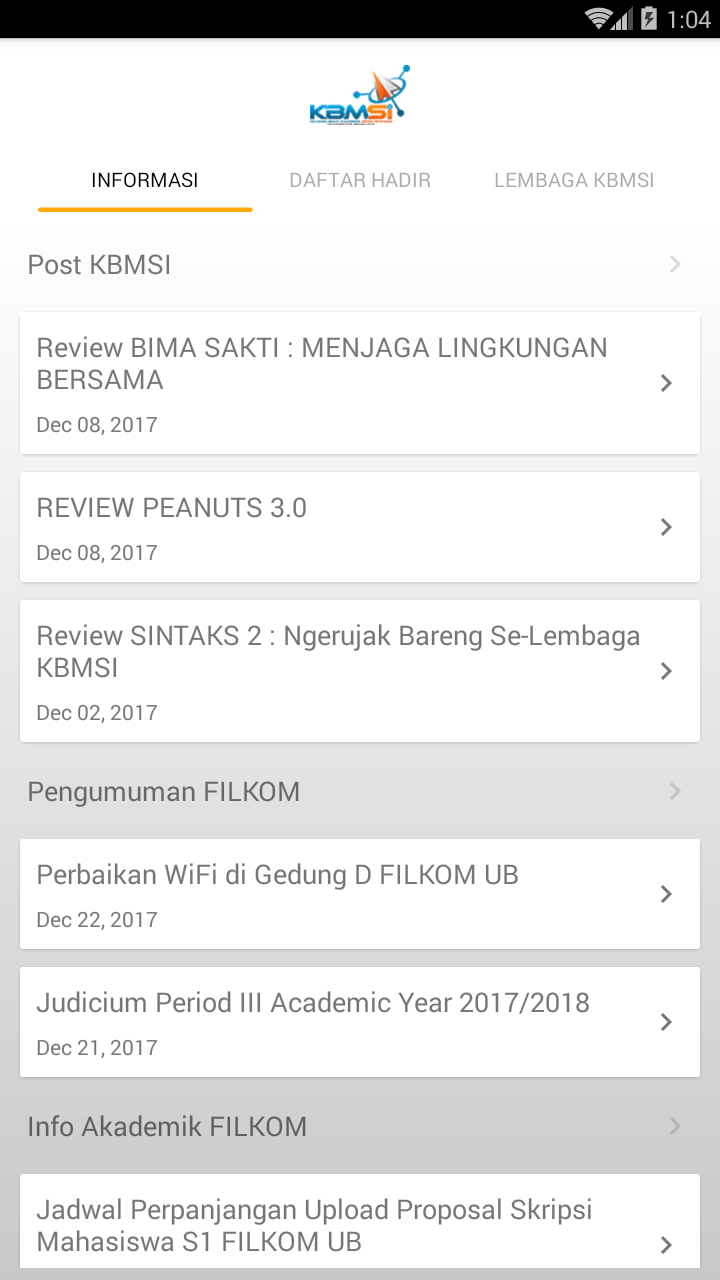 1:04
KBMSI
INFORMASI
DAFTAR HADIR
LEMBAGA KBMSI
Post KBMSI
Review BIMA SAKTI : MENJAGA LINGKUNGAN
BERSAMA
Dec 08, 2017
REVIEW PEANUTS 3.0
Dec 08, 2017
Review SINTAKS 2 : Ngerujak Bareng Se-Lembaga
KBMSI
Dec 02, 2017
Pengumuman FILKOM
Perbaikan WiFi di Gedung D FILKOM UB
Dec 22, 2017
Judicium Period III Academic Year 2017/2018
Dec 21, 2017
Info Akademik FILKOM
Jadwal Perpanjangan Upload Proposal Skripsi
Mahasiswa S1 FILKOM UB